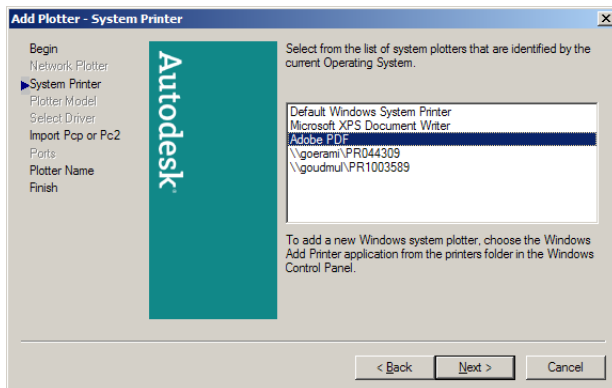 Add Plotter - System Printer
Begin
Network Plotter
System Printer
Plotter Model
Select Driver
Import Pcp or Pc2
Ports
Plotter Name
Finish
Autodesk
Select from the list of system plotters that are identified by the
current Operating System.
Default Windows System Printer
Microsoft XPS Document Writer
Adobe PDF
\\goerami\PR044309
\\goudmul\PR1003589
To add a new Windows system plotter, choose the Windows
Add Printer application from the printers folder in the Windows
Control Panel.
< Back
Next >
Cancel